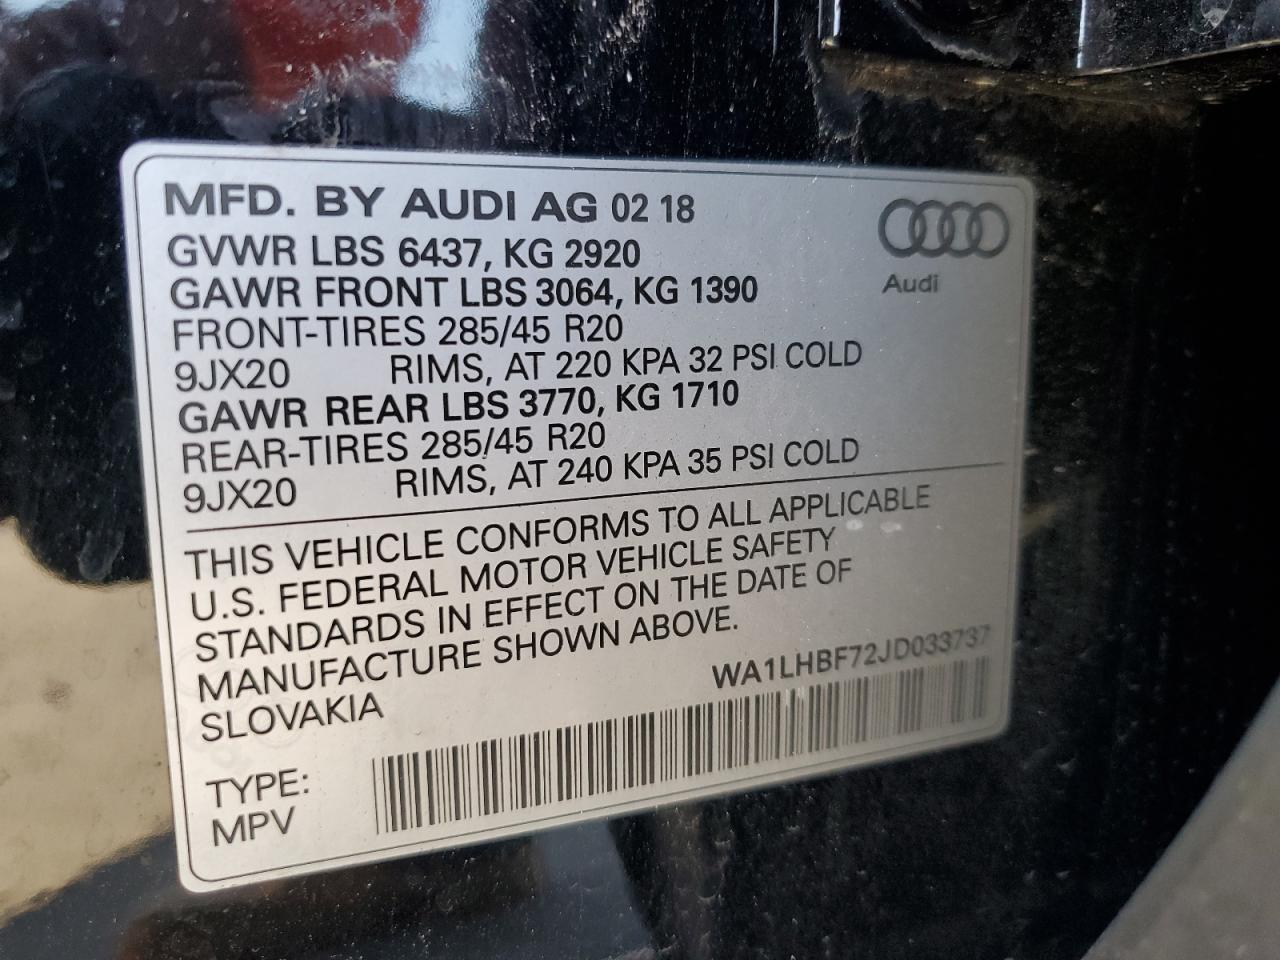 MFD. BY AUDI AG 02 18
GVWR LBS 6437, KG 2920
GAWR FRONT LBS 3064, KG 1390
FRONT-TIRES 285/45 R20
9JX20 RIMS, AT 220 KPA 32 PSI COLD
GAWR REAR LBS 3770, KG 1710
REAR-TIRES 285/45 R20
9JX20 RIMS, AT 240 KPA 35 PSI COLD
Audi
THIS VEHICLE CONFORMS TO ALL APPLICABLE
U.S. FEDERAL MOTOR VEHICLE SAFETY
STANDARDS IN EFFECT ON THE DATE OF
MANUFACTURE SHOWN ABOVE.
SLOVAKIA
WA1LHBF72JD033737
TYPE:
MPV